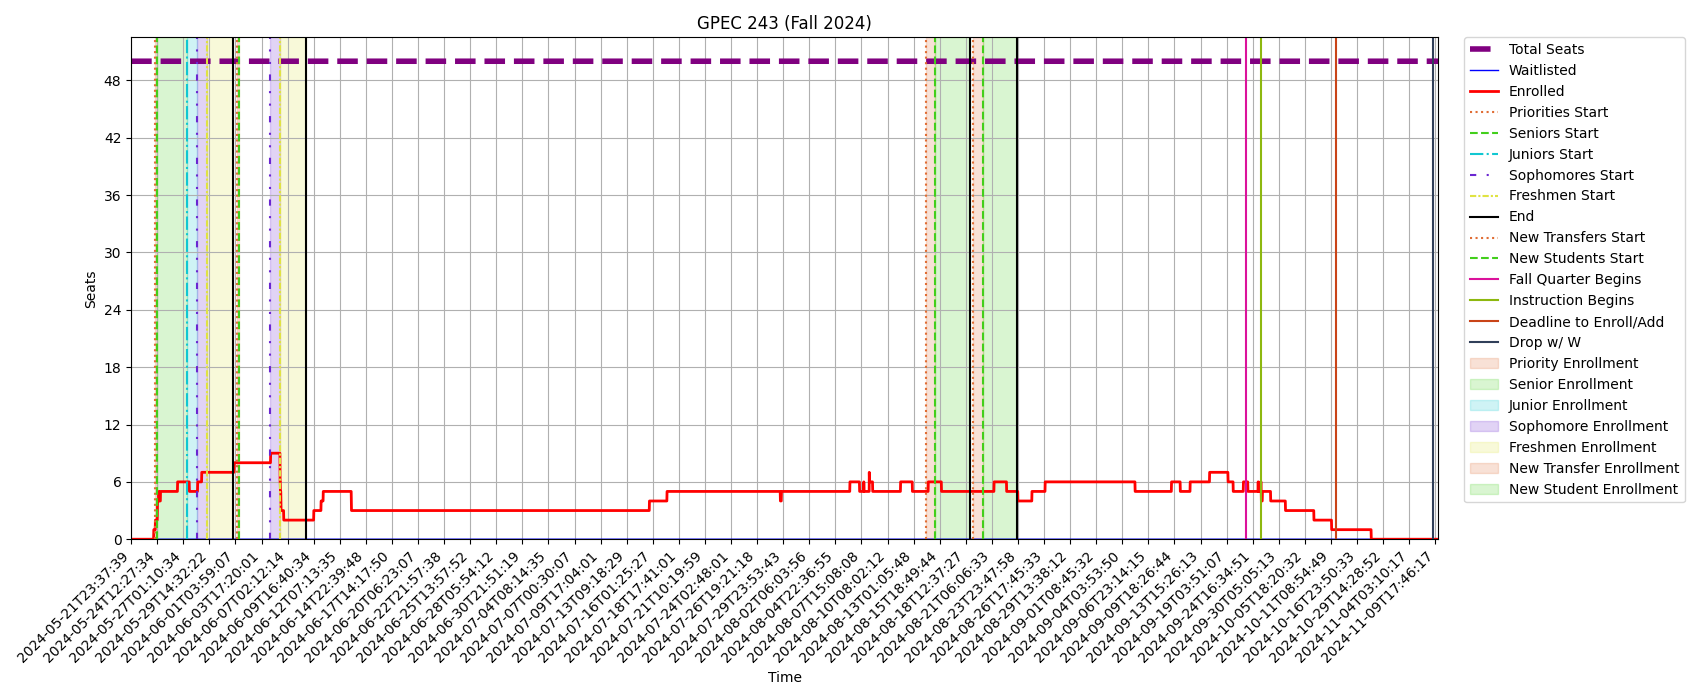 GPEC 243 (Fall 2024)
Seats
48
42
36
30
24
18
12
6
0
2024-05-21T23:37:39
2024-05-24T12:27:34
2024-05-27T01:10:34
2024-05-29T14:32:22
2024-06-01T03:59:07
2024-06-03T17:20:01
2024-06-07T02:12:14
2024-06-09T16:40:34
2024-06-12T07:13:35
2024-06-14T22:39:48
2024-06-17T14:17:50
2024-06-20T06:23:07
2024-06-22T21:57:38
2024-06-25T13:57:52
2024-06-28T05:54:12
2024-06-30T21:51:19
2024-07-04T08:14:35
2024-07-07T00:30:07
2024-07-09T17:04:01
2024-07-13T09:18:29
2024-07-16T01:25:27
2024-07-18T17:41:01
2024-07-21T10:19:59
2024-07-24T02:48:01
2024-07-26T19:21:18
2024-07-29T23:53:43
2024-08-02T06:03:56
2024-08-04T22:36:55
2024-08-07T15:08:08
2024-08-10T08:02:12
2024-08-13T01:05:48
2024-08-15T18:49:44
2024-08-18T12:37:27
2024-08-21T06:06:33
2024-08-23T23:47:58
2024-08-26T17:45:33
2024-08-29T13:38:12
2024-09-01T08:45:32
2024-09-04T03:53:50
2024-09-06T23:14:15
2024-09-09T18:26:44
2024-09-13T15:26:13
2024-09-19T03:51:07
2024-09-24T16:34:51
2024-09-30T05:05:13
2024-10-05T18:20:32
2024-10-11T08:54:49
2024-10-16T23:50:33
2024-10-29T14:28:52
2024-11-04T03:10:17
2024-11-09T17:46:17
Time
Total Seats
Waitlisted
Enrolled
Priorities Start
Seniors Start
Juniors Start
Sophomores Start
Freshmen Start
End
New Transfers Start
New Students Start
Fall Quarter Begins
Instruction Begins
Deadline to Enroll/Add
Drop w/ W
Priority Enrollment
Senior Enrollment
Junior Enrollment
Sophomore Enrollment
Freshmen Enrollment
New Transfer Enrollment
New Student Enrollment